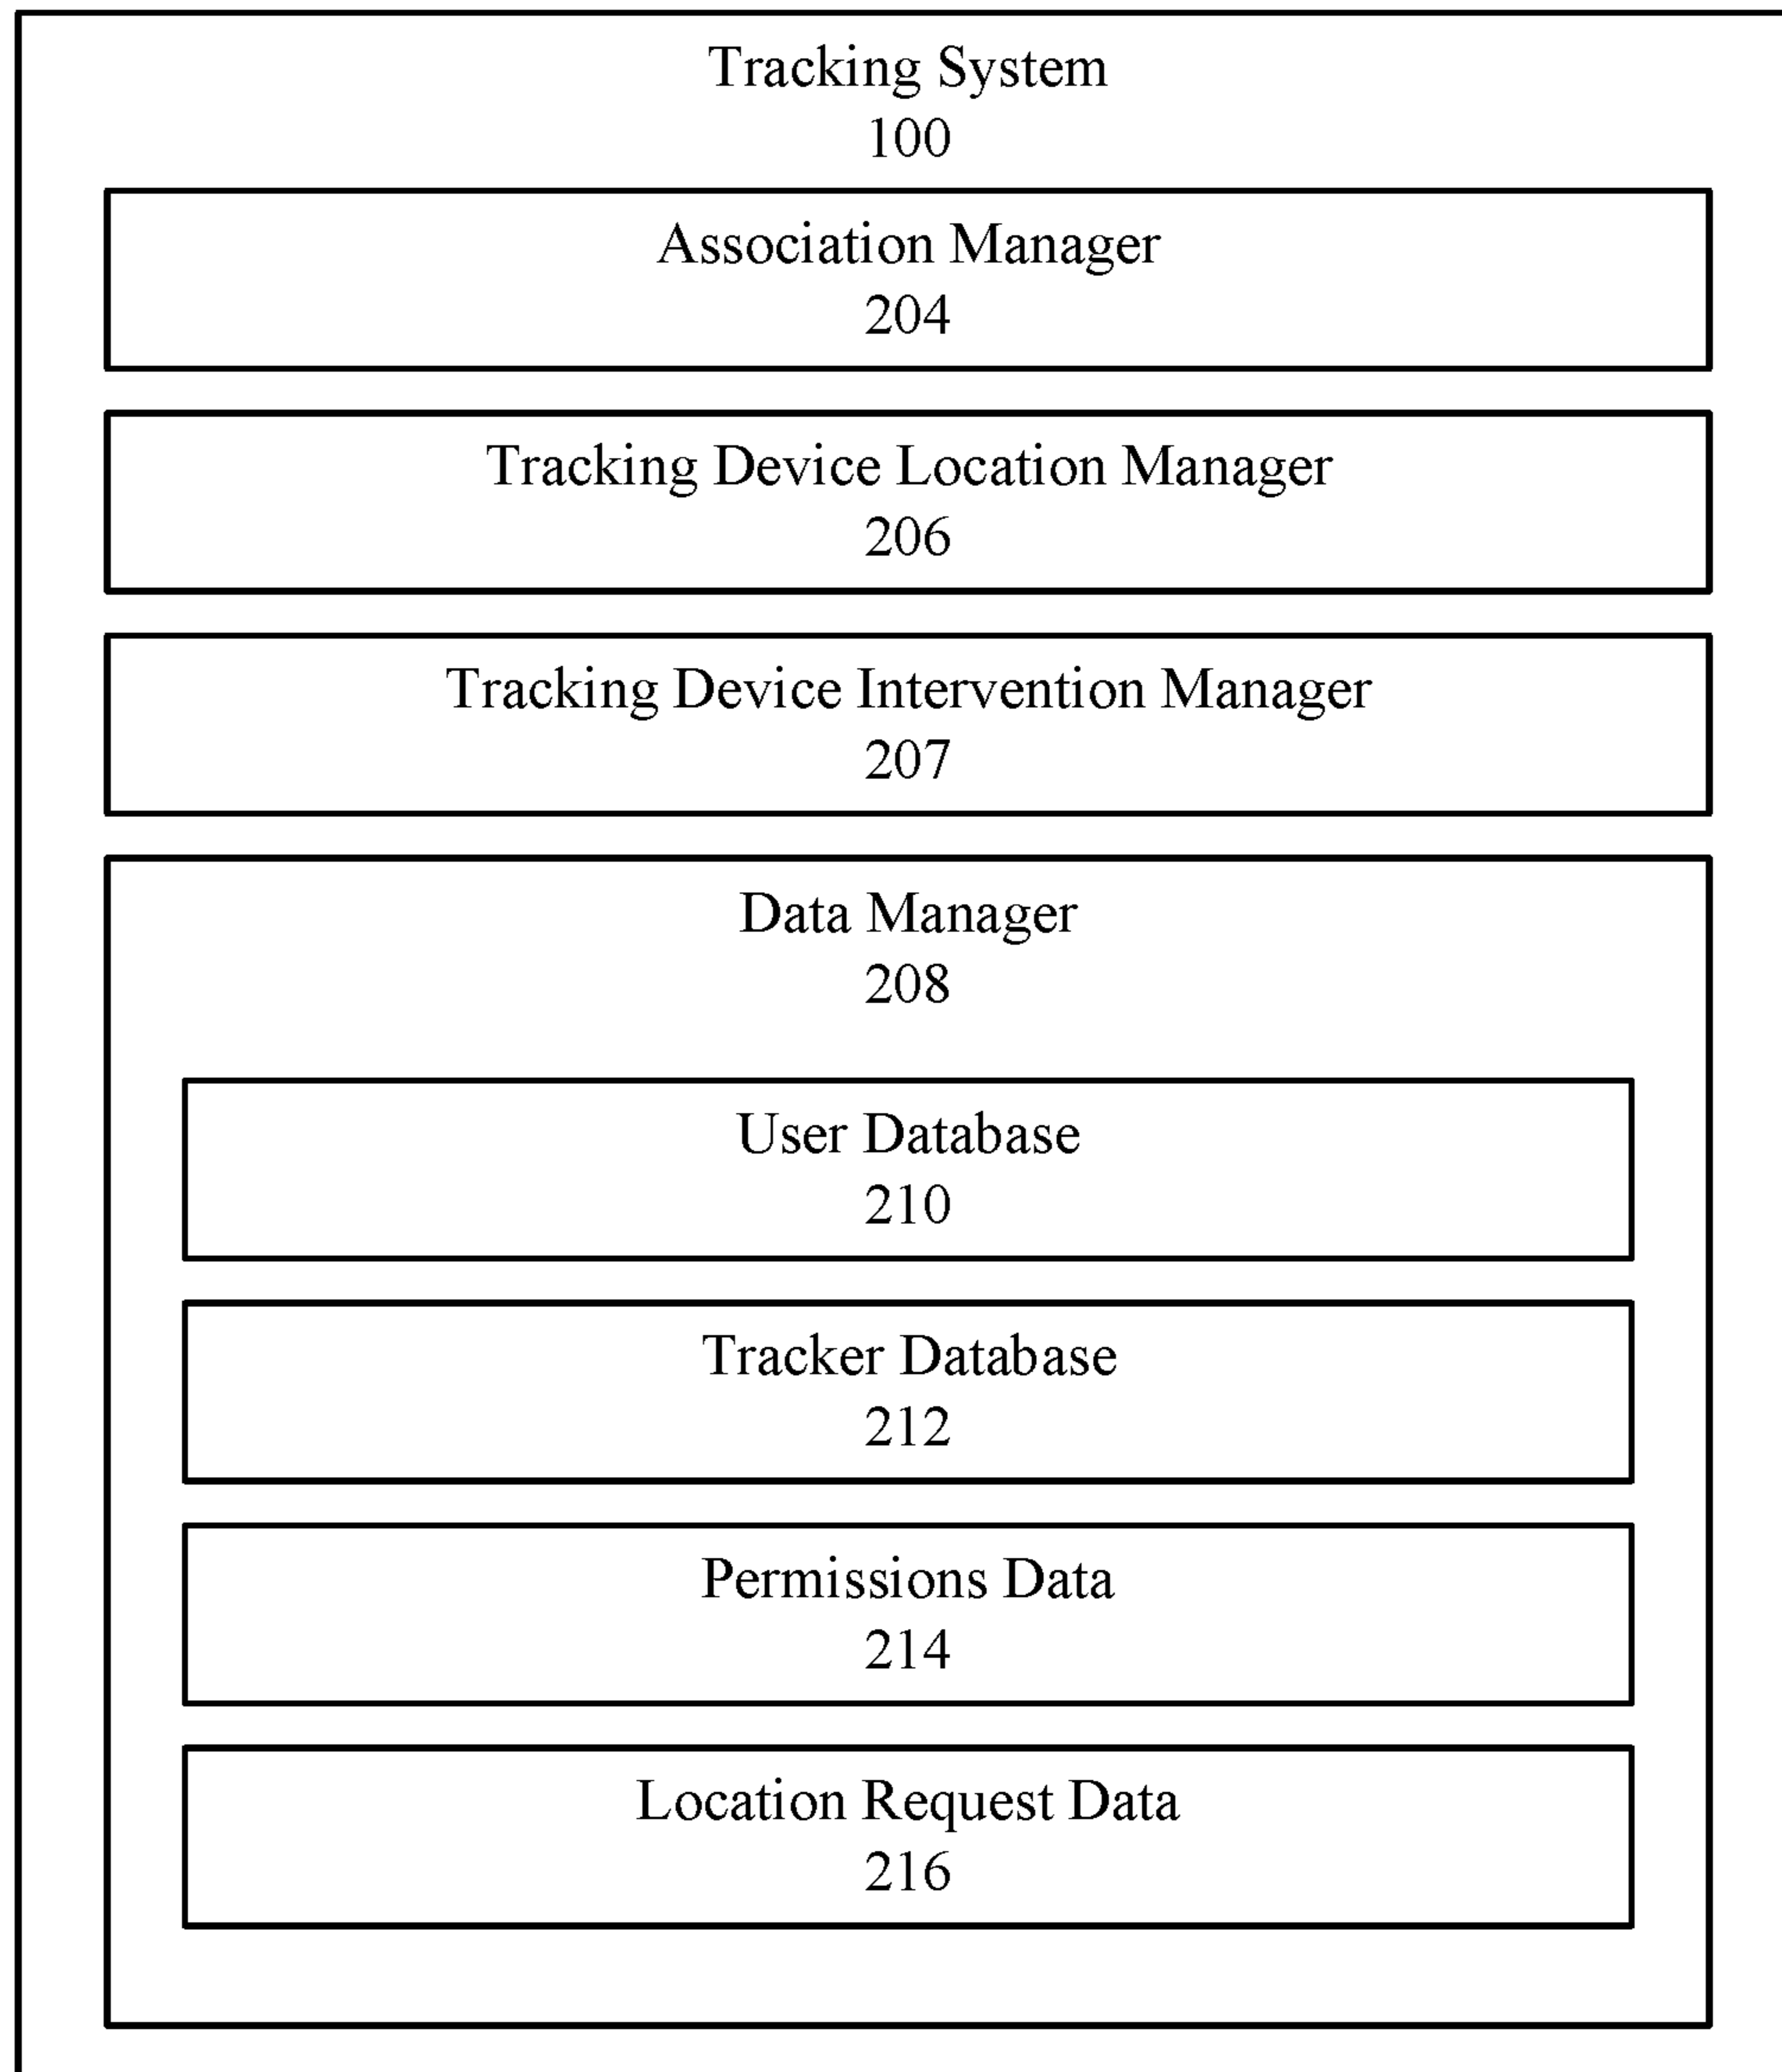 Tracking System
100
Association Manager
204
Tracking Device Location Manager
206
Tracking Device Intervention Manager
207
Data Manager
208
User Database
210
Tracker Database
212
Permissions Data
214
Location Request Data
216